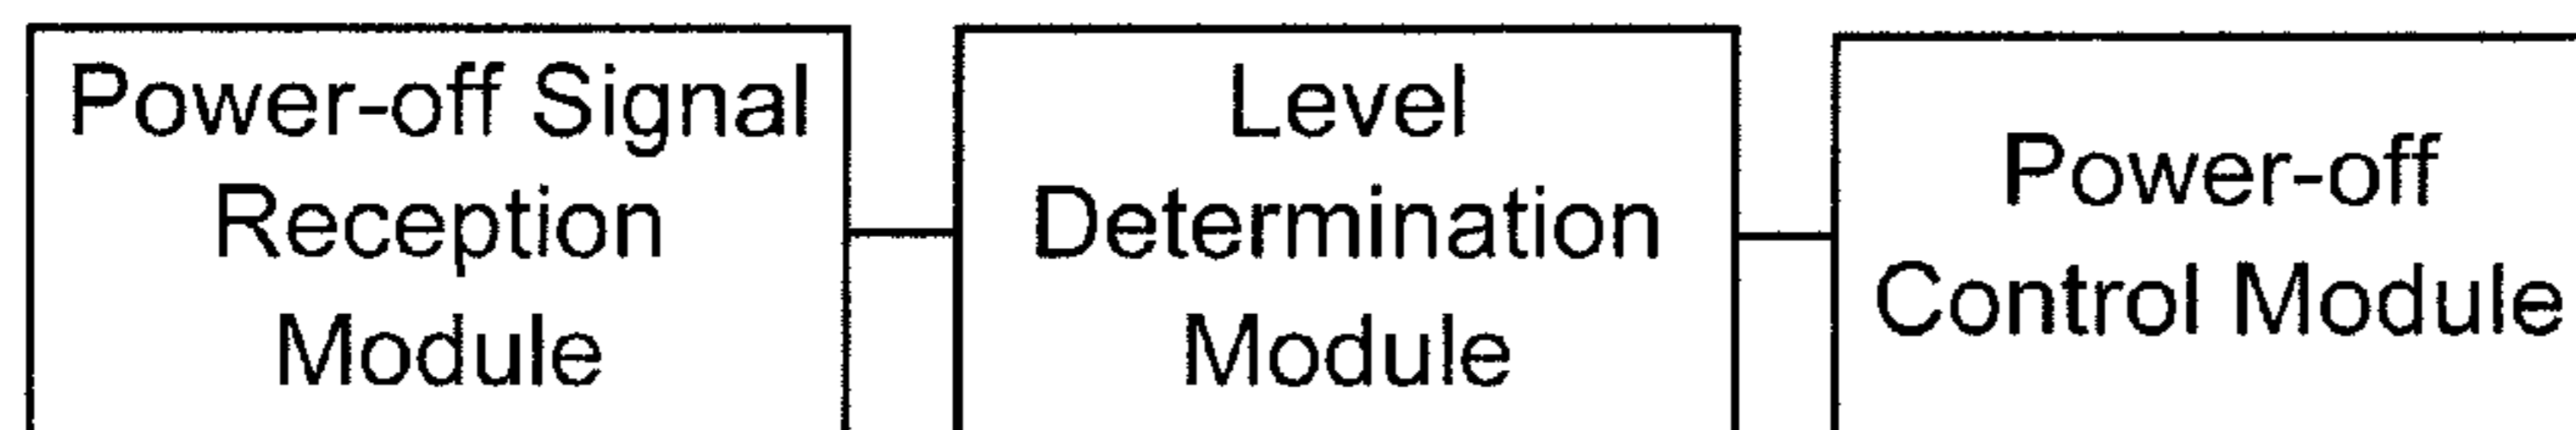 Power-off Signal
Reception
Module
Level
Determination
Module
Power-off
Control Module